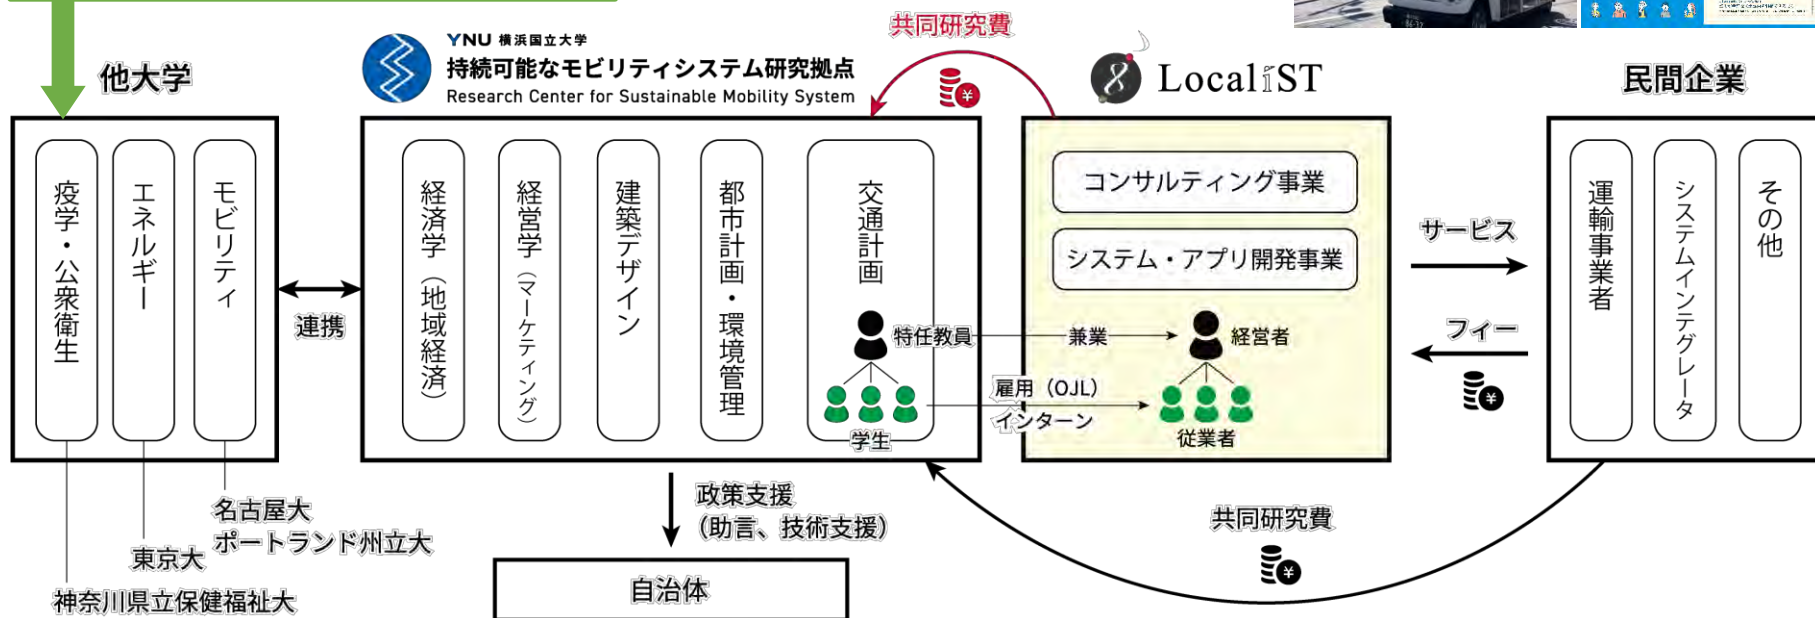 共同研究費
他大学
YNU 横浜国立大学
持続可能なモビリティシステム研究拠点
Research Center for Sustainable Mobility System
LocaliST
民間企業
疫学・公衆衛生
エネルギー
モビリティ
連携
経済学（地域経済）
経営学（マーケティング）
建築デザイン
都市計画・環境管理
交通計画
特任教員
学生
兼業
雇用（OJL）
インターン
コンサルティング事業
システム・アプリ開発事業
経営者
従業者
サービス
フィー
運輸事業者
システムインテグレータ
その他
名古屋大
ポートランド州立大
東京大
神奈川県立保健福祉大
政策支援
（助言、技術支援）
自治体
共同研究費